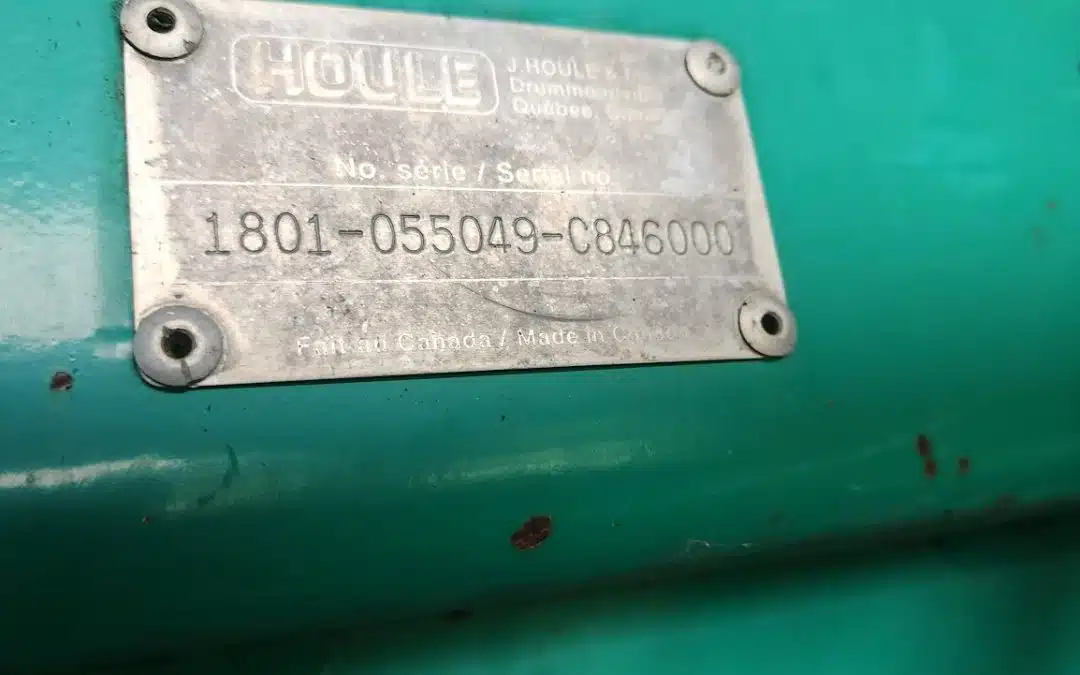 HOULE
J. HOULE &
Québec,
No. série / Serial no.
1801-055049-C846000
Fait au Canada / Made in Canada